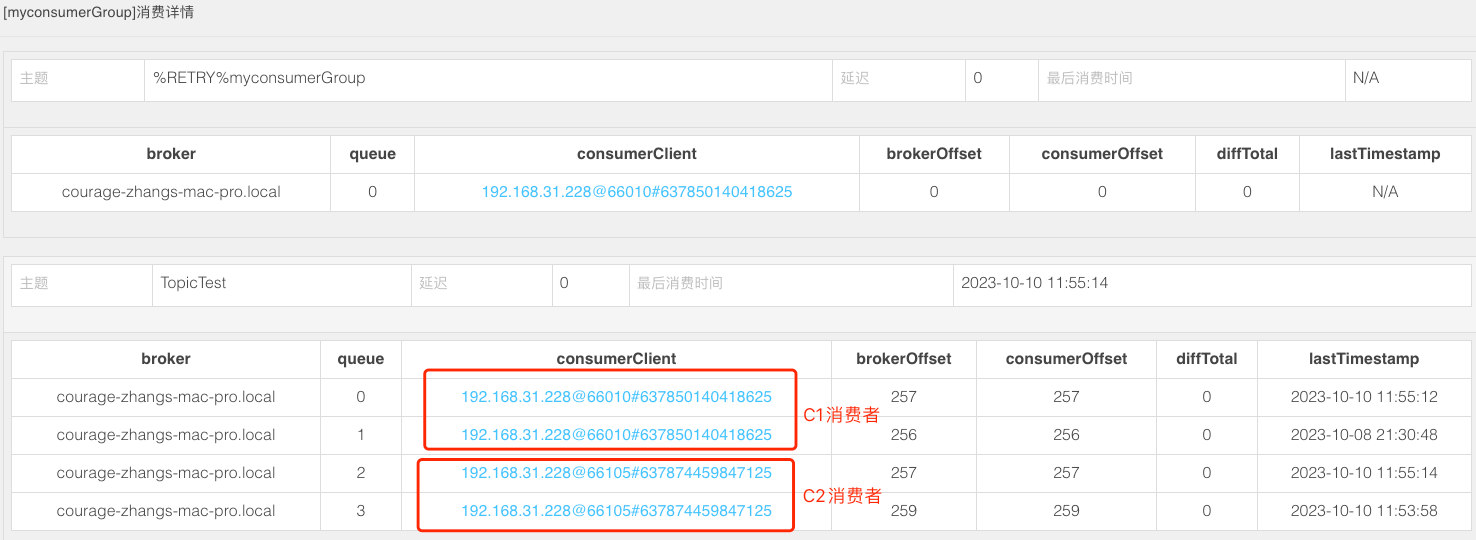 [myconsumerGroup]消费详情
主题 %RETRY%myconsumerGroup 延迟 0 最后消费时间 N/A
broker queue consumerClient brokerOffset consumerOffset diffTotal lastTimestamp
courage-zhangs-mac-pro.local 0 192.168.31.228@66010#637850140418625 0 0 0 N/A
主题 TopicTest 延迟 0 最后消费时间 2023-10-10 11:55:14
broker queue consumerClient brokerOffset consumerOffset diffTotal lastTimestamp
courage-zhangs-mac-pro.local 0 192.168.31.228@66010#637850140418625 257 257 0 2023-10-10 11:55:12
C1消费者
courage-zhangs-mac-pro.local 1 192.168.31.228@66010#637850140418625 256 256 0 2023-10-08 21:30:48
courage-zhangs-mac-pro.local 2 192.168.31.228@66105#637874459847125 257 257 0 2023-10-10 11:55:14
C2消费者
courage-zhangs-mac-pro.local 3 192.168.31.228@66105#637874459847125 259 259 0 2023-10-10 11:53:58